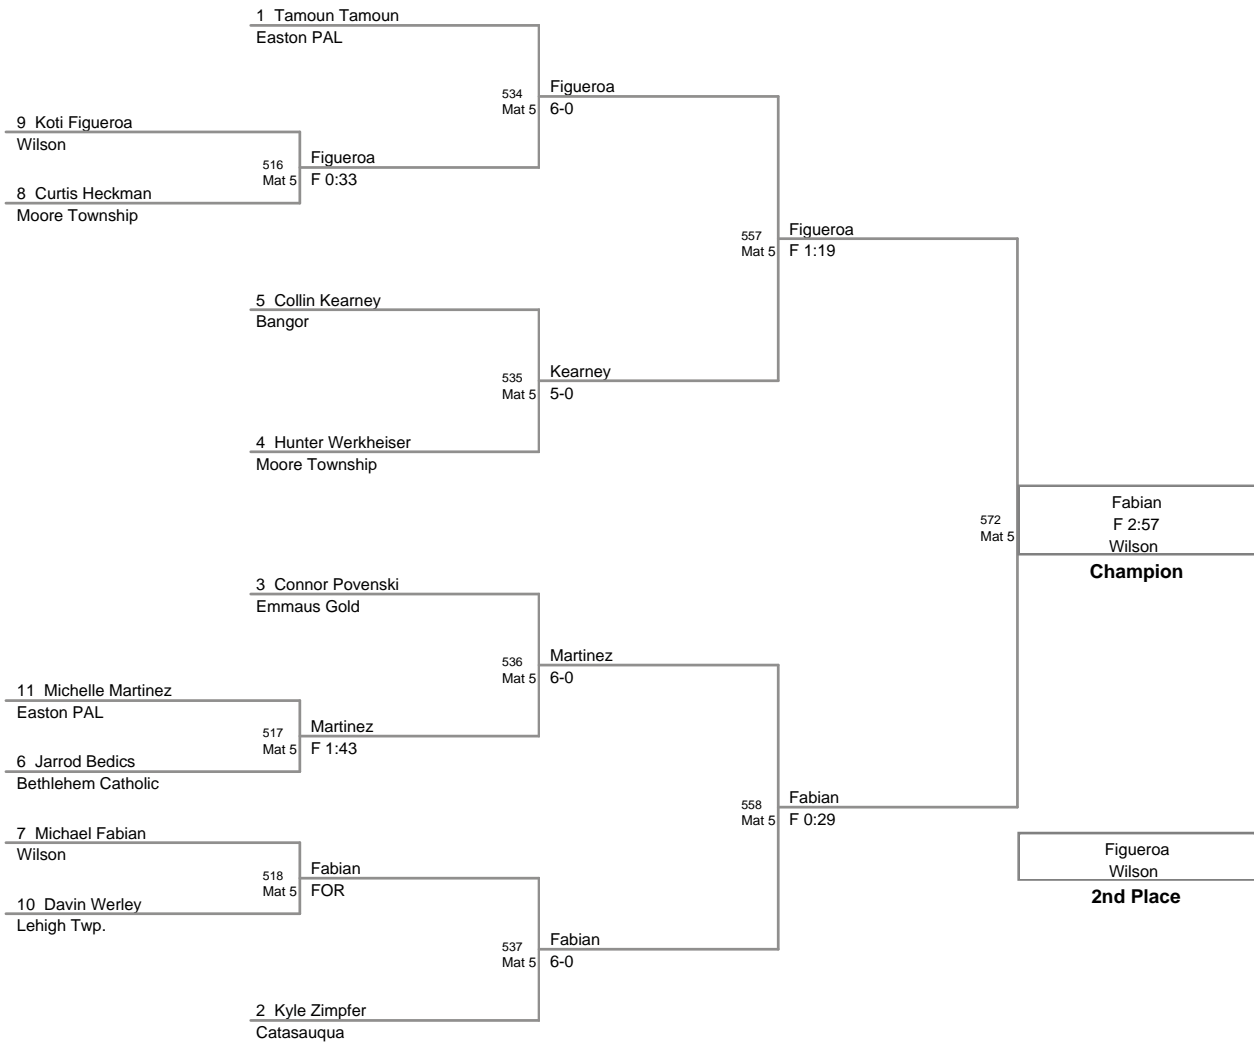 1 Tamoun Tamoun
Easton PAL
534
Mat 5
Figueroa
6-0
9 Koti Figueroa
Wilson
516
Mat 5
Figueroa
F 0:33
8 Curtis Heckman
Moore Township
557
Mat 5
Figueroa
F 1:19
5 Collin Kearney
Bangor
535
Mat 5
Kearney
5-0
4 Hunter Werkheiser
Moore Township
572
Mat 5
Fabian
F 2:57
Wilson
Champion
3 Connor Povenski
Emmaus Gold
536
Mat 5
Martinez
6-0
11 Michelle Martinez
Easton PAL
517
Mat 5
Martinez
F 1:43
6 Jarrod Bedics
Bethlehem Catholic
558
Mat 5
Fabian
F 0:29
7 Michael Fabian
Wilson
518
Mat 5
Fabian
FOR
10 Davin Werley
Lehigh Twp.
537
Mat 5
Fabian
6-0
2 Kyle Zimpfer
Catasauqua
Figueroa
Wilson
2nd Place